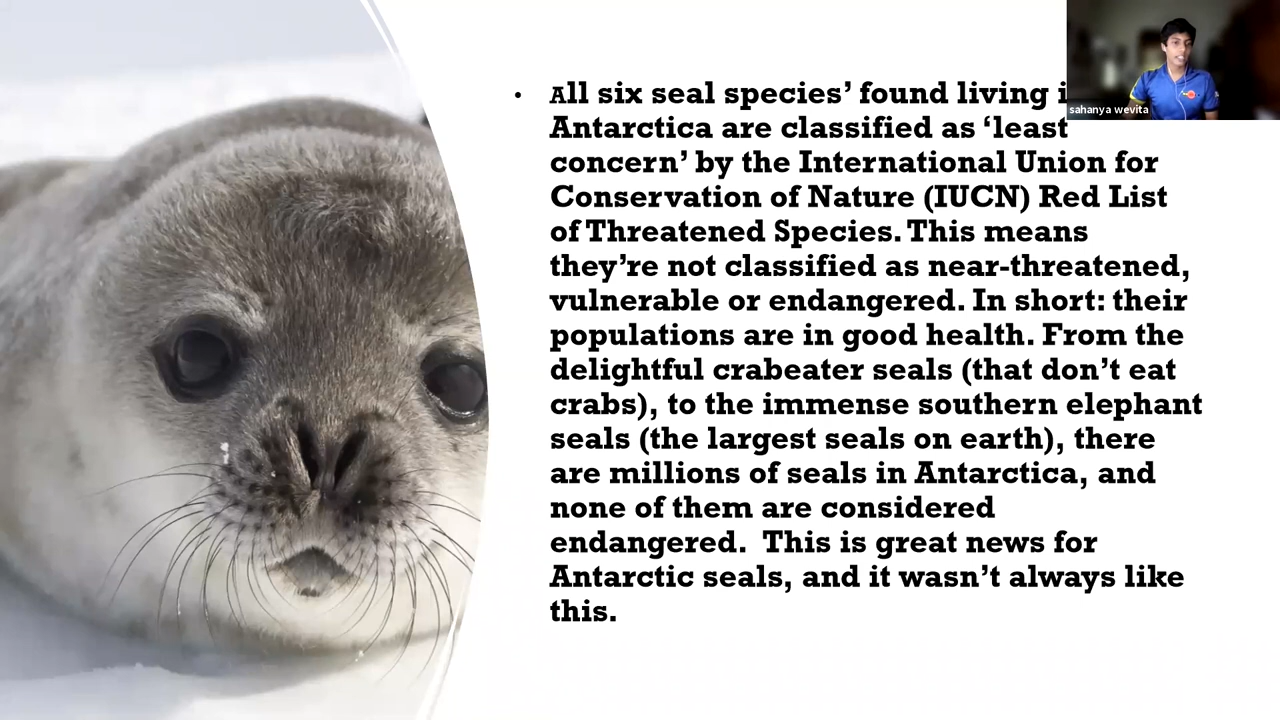 All six seal species’ found living
Antarctica are classified as ‘least
concern’ by the International Union for
Conservation of Nature (IUCN) Red List
of Threatened Species. This means
they’re not classified as near-threatened,
vulnerable or endangered. In short: their
populations are in good health. From the
delightful crabeater seals (that don’t eat
crabs), to the immense southern elephant
seals (the largest seals on earth), there
are millions of seals in Antarctica, and
none of them are considered
endangered.  This is great news for
Antarctic seals, and it wasn’t always like
this.
sahanya wevita